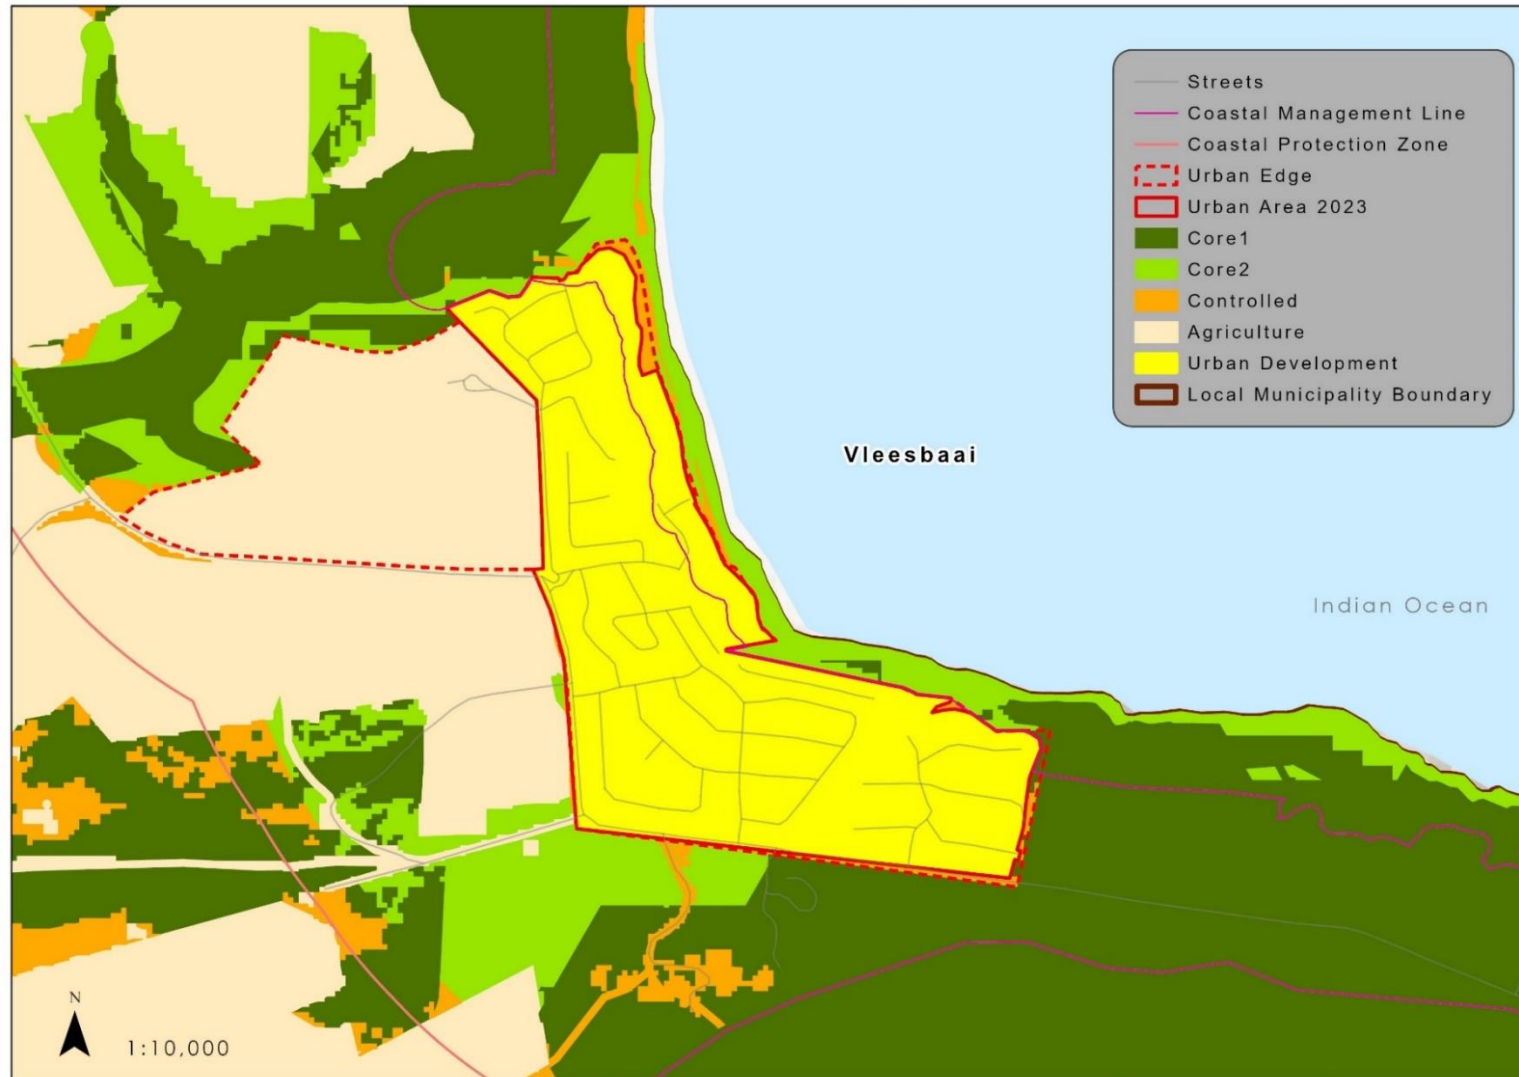 Streets
Coastal Management Line
Coastal Protection Zone
Urban Edge
Urban Area 2023
Core1
Core2
Controlled
Agriculture
Urban Development
Local Municipality Boundary
Vleesbaai
Indian Ocean
N
1:10,000